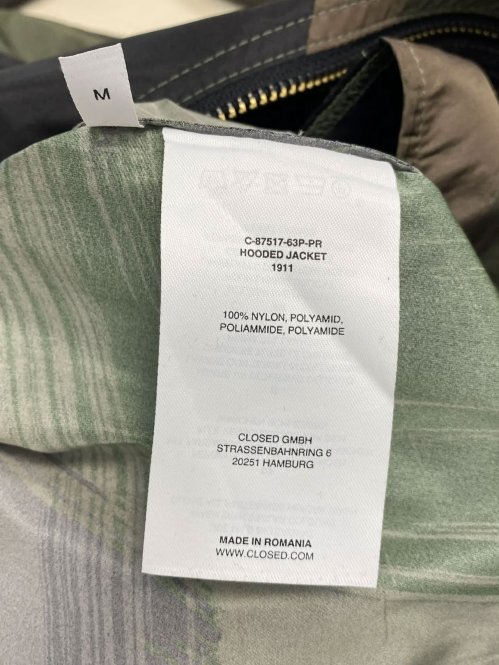 M
C-87517-63P-PR
HOODED JACKET
1911
100% NYLON, POLYAMID,
POLIAMMIDE, POLYAMIDE
CLOSED GMBH
STRASSENBAHNRING 6
20251 HAMBURG
MADE IN ROMANIA
WWW.CLOSED.COM